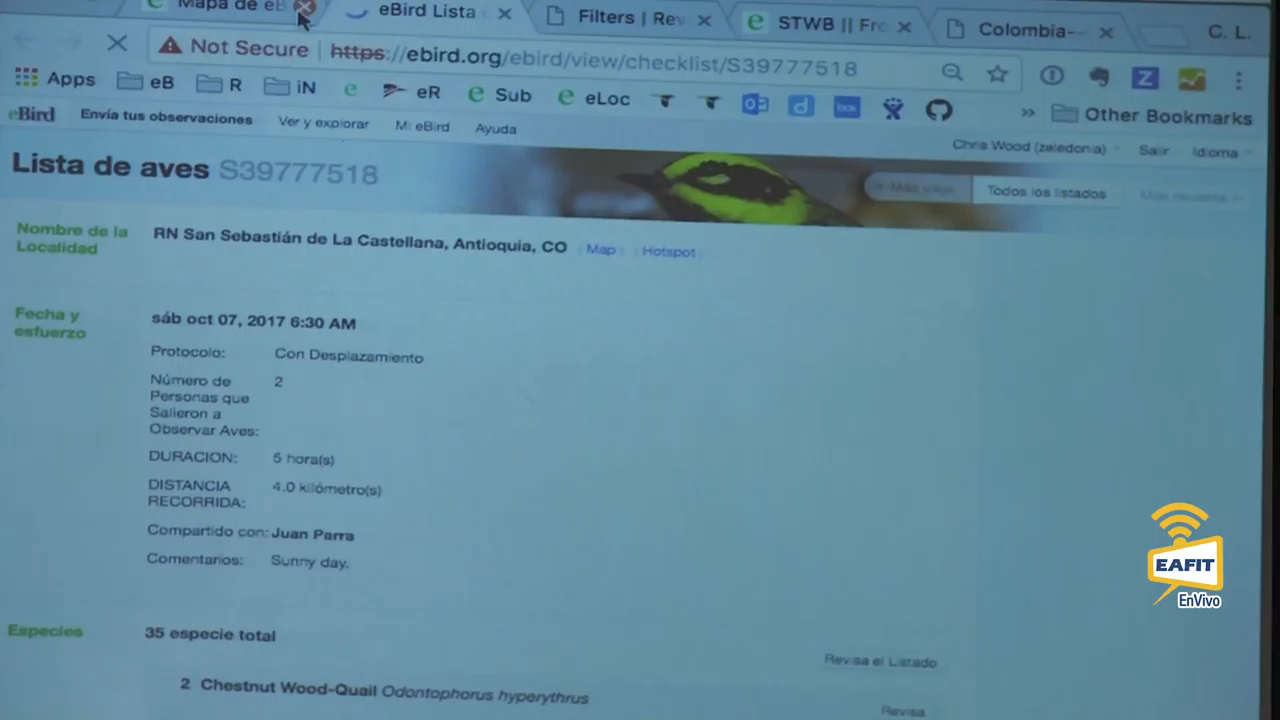 Mapa de eB
eBird Lista
Filters | Rev
STWB || Fro
Colombia-
C. L.
Not Secure | https://ebird.org/ebird/view/checklist/S39777518
Apps eB R iN eR Sub eLoc
Other Bookmarks
eBird Envía tus observaciones Ver y explorar Mi eBird Ayuda
Chris Wood (zeledonia) Salir Idioma
Lista de aves S39777518
Todos los listados
Nombre de la
Localidad
RN San Sebastián de La Castellana, Antioquia, CO Map Hotspot
Fecha y
esfuerzo
sáb oct 07, 2017 6:30 AM
Protocolo: Con Desplazamiento
Número de
Personas que
Salieron a
Observar Aves:
2
DURACION: 5 hora(s)
DISTANCIA
RECORRIDA:
4.0 kilómetro(s)
Compartido con: Juan Parra
Comentarios: Sunny day.
Especies
35 especie total
Revisa el Listado
2 Chestnut Wood-Quail Odontophorus hyperythrus
Revisa
EAFIT
EnVivo